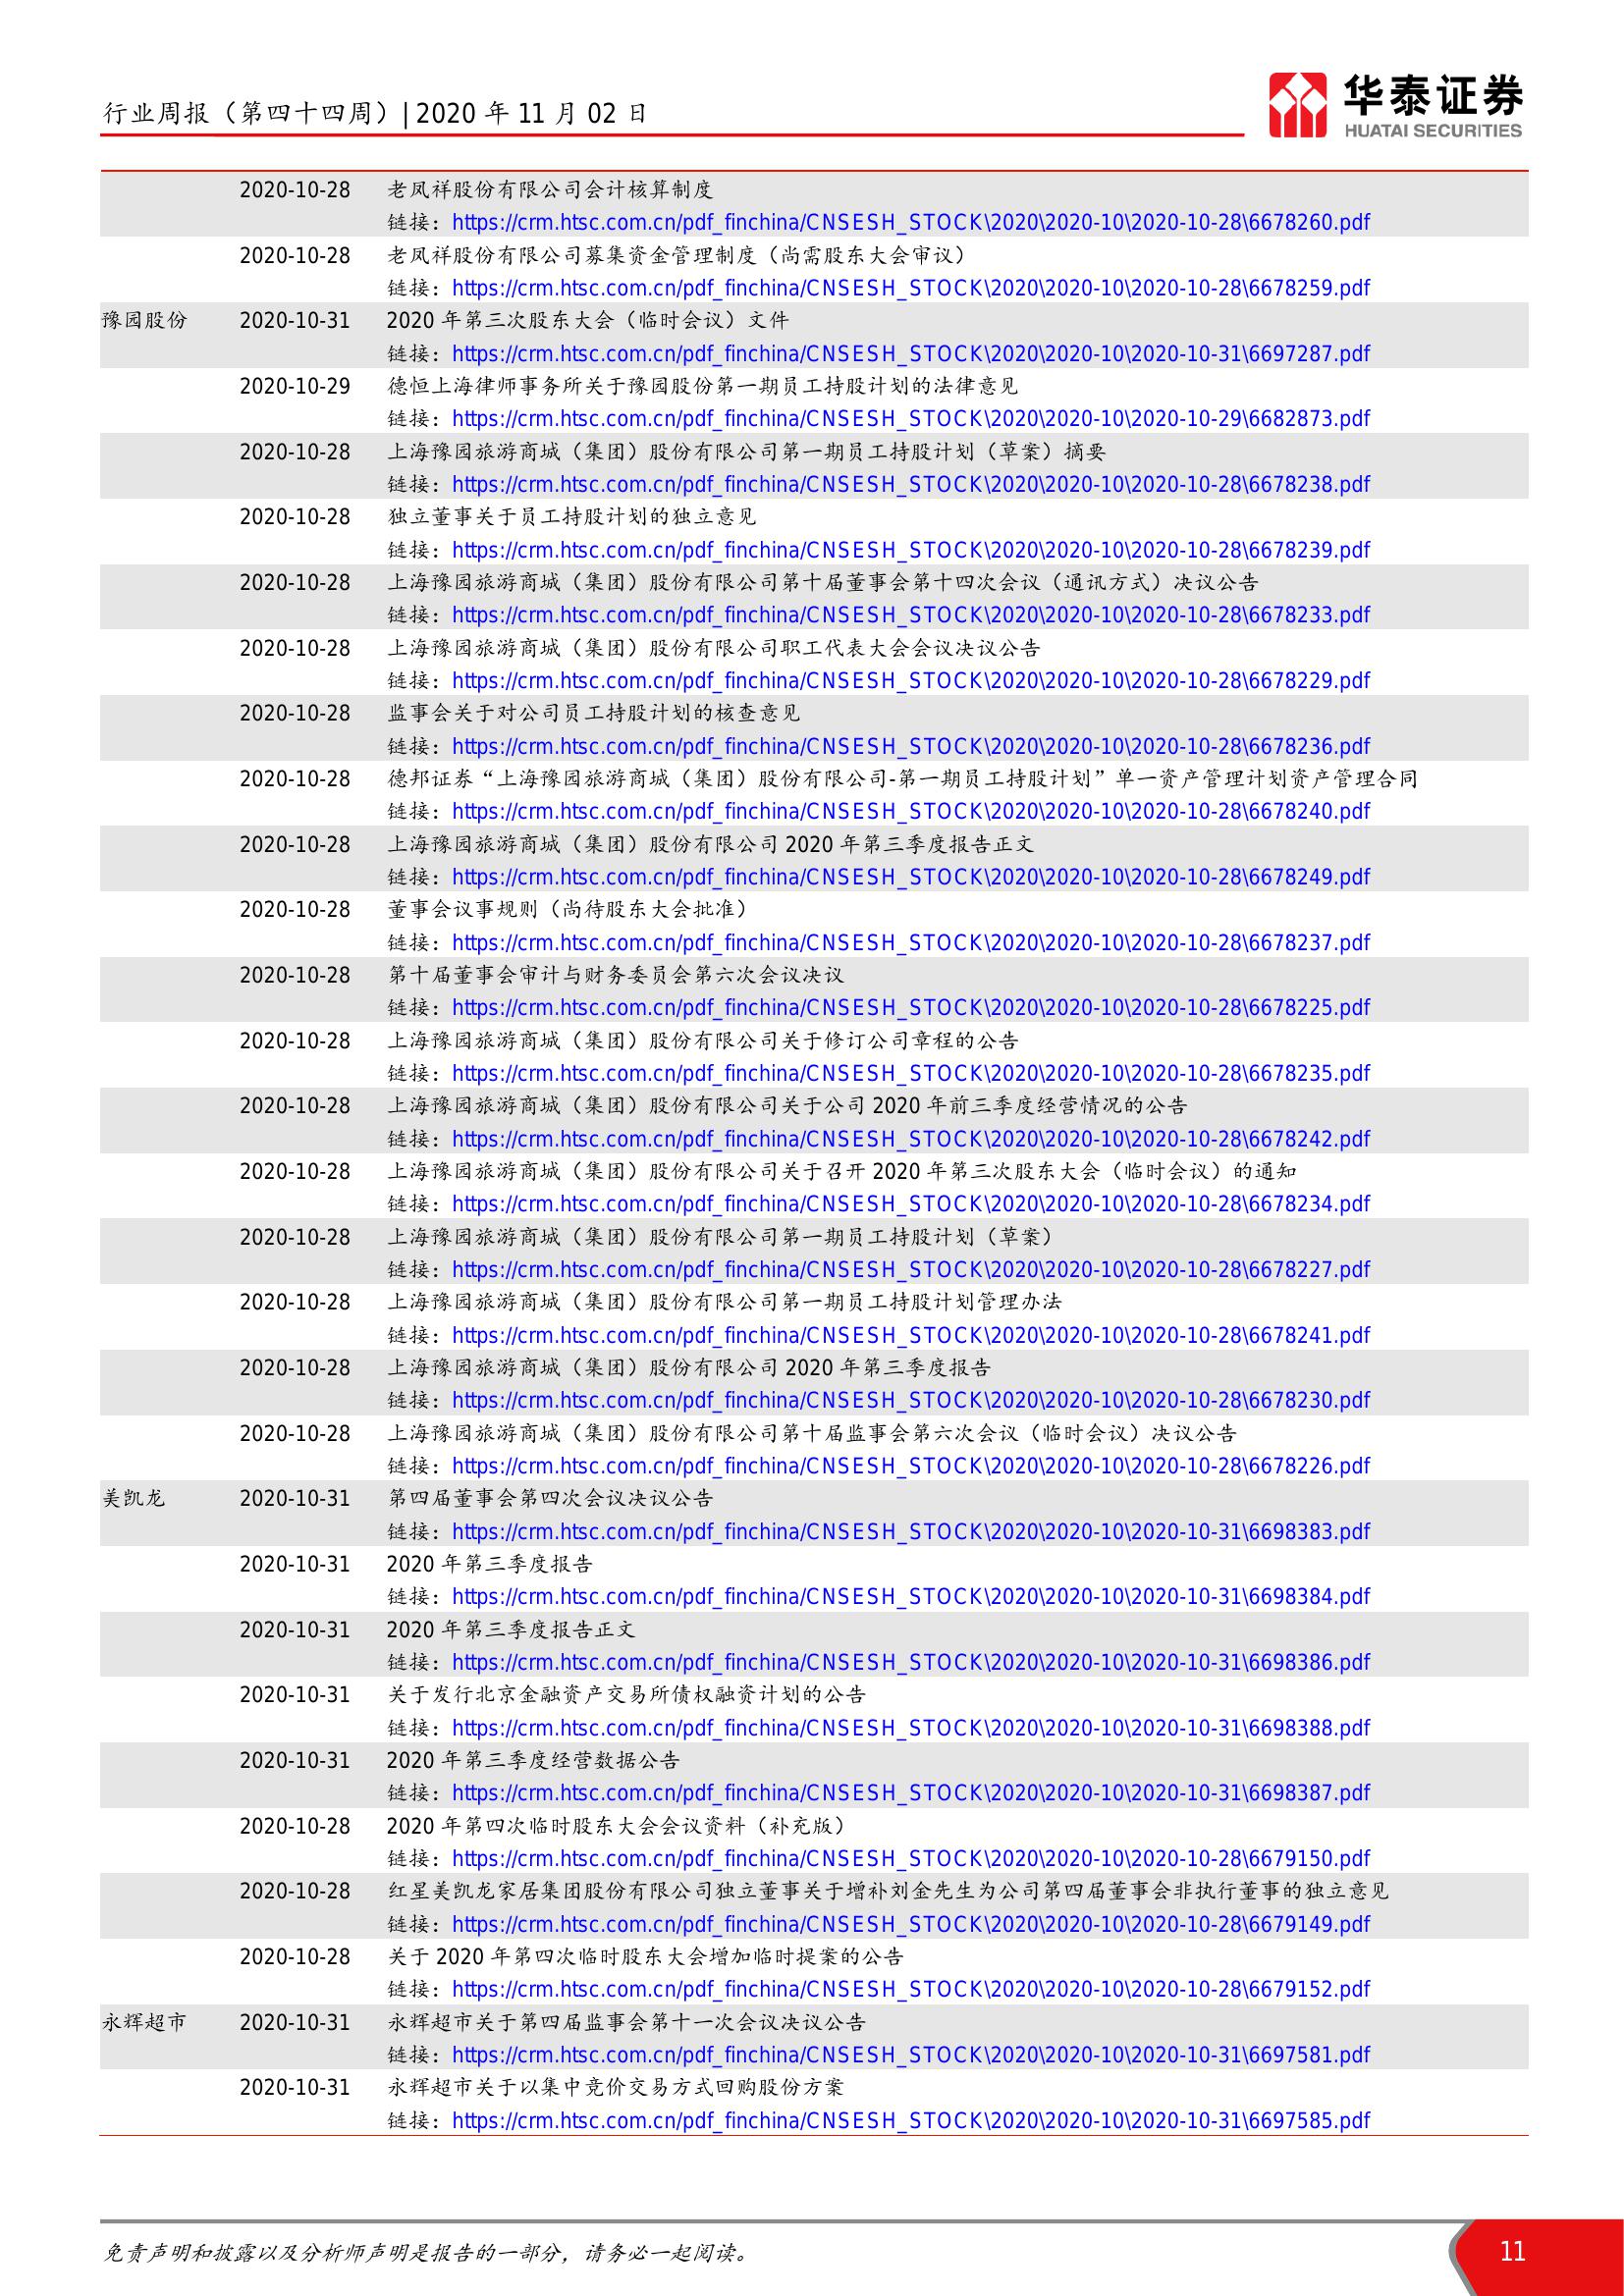 行业周报（第四十四周）| 2020 年 11 月 02 日
华泰证券
HUATAI SECURITIES
2020-10-28 老凤祥股份有限公司会计核算制度
链接：https://crm.htsc.com.cn/pdf_finchina/CNSESH_STOCK\2020\2020-10\2020-10-28\6678260.pdf
2020-10-28 老凤祥股份有限公司募集资金管理制度（尚需股东大会审议）
链接：https://crm.htsc.com.cn/pdf_finchina/CNSESH_STOCK\2020\2020-10\2020-10-28\6678259.pdf
豫园股份 2020-10-31 2020 年第三次股东大会（临时会议）文件
链接：https://crm.htsc.com.cn/pdf_finchina/CNSESH_STOCK\2020\2020-10\2020-10-31\6697287.pdf
2020-10-29 德恒上海律师事务所关于豫园股份第一期员工持股计划的法律意见
链接：https://crm.htsc.com.cn/pdf_finchina/CNSESH_STOCK\2020\2020-10\2020-10-29\6682873.pdf
2020-10-28 上海豫园旅游商城（集团）股份有限公司第一期员工持股计划（草案）摘要
链接：https://crm.htsc.com.cn/pdf_finchina/CNSESH_STOCK\2020\2020-10\2020-10-28\6678238.pdf
2020-10-28 独立董事关于员工持股计划的独立意见
链接：https://crm.htsc.com.cn/pdf_finchina/CNSESH_STOCK\2020\2020-10\2020-10-28\6678239.pdf
2020-10-28 上海豫园旅游商城（集团）股份有限公司第十届董事会第十四次会议（通讯方式）决议公告
链接：https://crm.htsc.com.cn/pdf_finchina/CNSESH_STOCK\2020\2020-10\2020-10-28\6678233.pdf
2020-10-28 上海豫园旅游商城（集团）股份有限公司职工代表大会会议决议公告
链接：https://crm.htsc.com.cn/pdf_finchina/CNSESH_STOCK\2020\2020-10\2020-10-28\6678229.pdf
2020-10-28 监事会关于对公司员工持股计划的核查意见
链接：https://crm.htsc.com.cn/pdf_finchina/CNSESH_STOCK\2020\2020-10\2020-10-28\6678236.pdf
2020-10-28 德邦证券“上海豫园旅游商城（集团）股份有限公司-第一期员工持股计划”单一资产管理计划资产管理合同
链接：https://crm.htsc.com.cn/pdf_finchina/CNSESH_STOCK\2020\2020-10\2020-10-28\6678240.pdf
2020-10-28 上海豫园旅游商城（集团）股份有限公司 2020 年第三季度报告正文
链接：https://crm.htsc.com.cn/pdf_finchina/CNSESH_STOCK\2020\2020-10\2020-10-28\6678249.pdf
2020-10-28 董事会议事规则（尚待股东大会批准）
链接：https://crm.htsc.com.cn/pdf_finchina/CNSESH_STOCK\2020\2020-10\2020-10-28\6678237.pdf
2020-10-28 第十届董事会审计与财务委员会第六次会议决议
链接：https://crm.htsc.com.cn/pdf_finchina/CNSESH_STOCK\2020\2020-10\2020-10-28\6678225.pdf
2020-10-28 上海豫园旅游商城（集团）股份有限公司关于修订公司章程的公告
链接：https://crm.htsc.com.cn/pdf_finchina/CNSESH_STOCK\2020\2020-10\2020-10-28\6678235.pdf
2020-10-28 上海豫园旅游商城（集团）股份有限公司关于公司 2020 年前三季度经营情况的公告
链接：https://crm.htsc.com.cn/pdf_finchina/CNSESH_STOCK\2020\2020-10\2020-10-28\6678242.pdf
2020-10-28 上海豫园旅游商城（集团）股份有限公司关于召开 2020 年第三次股东大会（临时会议）的通知
链接：https://crm.htsc.com.cn/pdf_finchina/CNSESH_STOCK\2020\2020-10\2020-10-28\6678234.pdf
2020-10-28 上海豫园旅游商城（集团）股份有限公司第一期员工持股计划（草案）
链接：https://crm.htsc.com.cn/pdf_finchina/CNSESH_STOCK\2020\2020-10\2020-10-28\6678227.pdf
2020-10-28 上海豫园旅游商城（集团）股份有限公司第一期员工持股计划管理办法
链接：https://crm.htsc.com.cn/pdf_finchina/CNSESH_STOCK\2020\2020-10\2020-10-28\6678241.pdf
2020-10-28 上海豫园旅游商城（集团）股份有限公司 2020 年第三季度报告
链接：https://crm.htsc.com.cn/pdf_finchina/CNSESH_STOCK\2020\2020-10\2020-10-28\6678230.pdf
2020-10-28 上海豫园旅游商城（集团）股份有限公司第十届监事会第六次会议（临时会议）决议公告
链接：https://crm.htsc.com.cn/pdf_finchina/CNSESH_STOCK\2020\2020-10\2020-10-28\6678226.pdf
美凯龙 2020-10-31 第四届董事会第四次会议决议公告
链接：https://crm.htsc.com.cn/pdf_finchina/CNSESH_STOCK\2020\2020-10\2020-10-31\6698383.pdf
2020-10-31 2020 年第三季度报告
链接：https://crm.htsc.com.cn/pdf_finchina/CNSESH_STOCK\2020\2020-10\2020-10-31\6698384.pdf
2020-10-31 2020 年第三季度报告正文
链接：https://crm.htsc.com.cn/pdf_finchina/CNSESH_STOCK\2020\2020-10\2020-10-31\6698386.pdf
2020-10-31 关于发行北京金融资产交易所债权融资计划的公告
链接：https://crm.htsc.com.cn/pdf_finchina/CNSESH_STOCK\2020\2020-10\2020-10-31\6698388.pdf
2020-10-31 2020 年第三季度经营数据公告
链接：https://crm.htsc.com.cn/pdf_finchina/CNSESH_STOCK\2020\2020-10\2020-10-31\6698387.pdf
2020-10-28 2020 年第四次临时股东大会会议资料（补充版）
链接：https://crm.htsc.com.cn/pdf_finchina/CNSESH_STOCK\2020\2020-10\2020-10-28\6679150.pdf
2020-10-28 红星美凯龙家居集团股份有限公司独立董事关于增补刘金先生为公司第四届董事会非执行董事的独立意见
链接：https://crm.htsc.com.cn/pdf_finchina/CNSESH_STOCK\2020\2020-10\2020-10-28\6679149.pdf
2020-10-28 关于 2020 年第四次临时股东大会增加临时提案的公告
链接：https://crm.htsc.com.cn/pdf_finchina/CNSESH_STOCK\2020\2020-10\2020-10-28\6679152.pdf
永辉超市 2020-10-31 永辉超市关于第四届监事会第十一次会议决议公告
链接：https://crm.htsc.com.cn/pdf_finchina/CNSESH_STOCK\2020\2020-10\2020-10-31\6697581.pdf
2020-10-31 永辉超市关于以集中竞价交易方式回购股份方案
链接：https://crm.htsc.com.cn/pdf_finchina/CNSESH_STOCK\2020\2020-10\2020-10-31\6697585.pdf
免责声明和披露以及分析师声明是报告的一部分，请务必一起阅读。
11